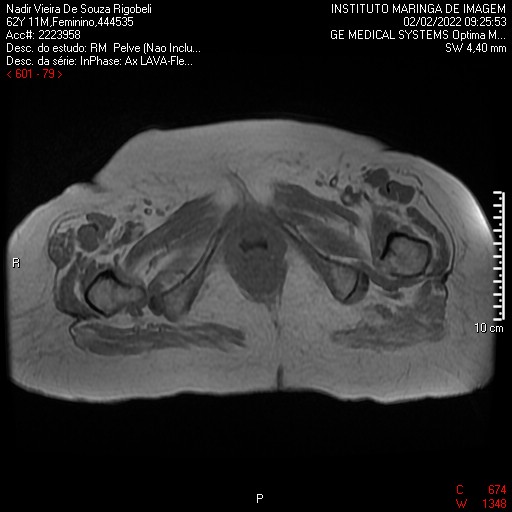 Nadir Vieira De Souza Rigobeli
62Y 11M,Feminino,444535
Acc#: 2223958
Desc. do estudo: RM Pelve (Nao Inclu...
Desc. da série: InPhase: Ax LAVA-Fle...
< 601 - 79 >
INSTITUTO MARINGA DE IMAGEM
02/02/2022 09:25:53
GE MEDICAL SYSTEMS Optima M...
SW 4,40 mm
R
10 cm
P
C 674
W 1348